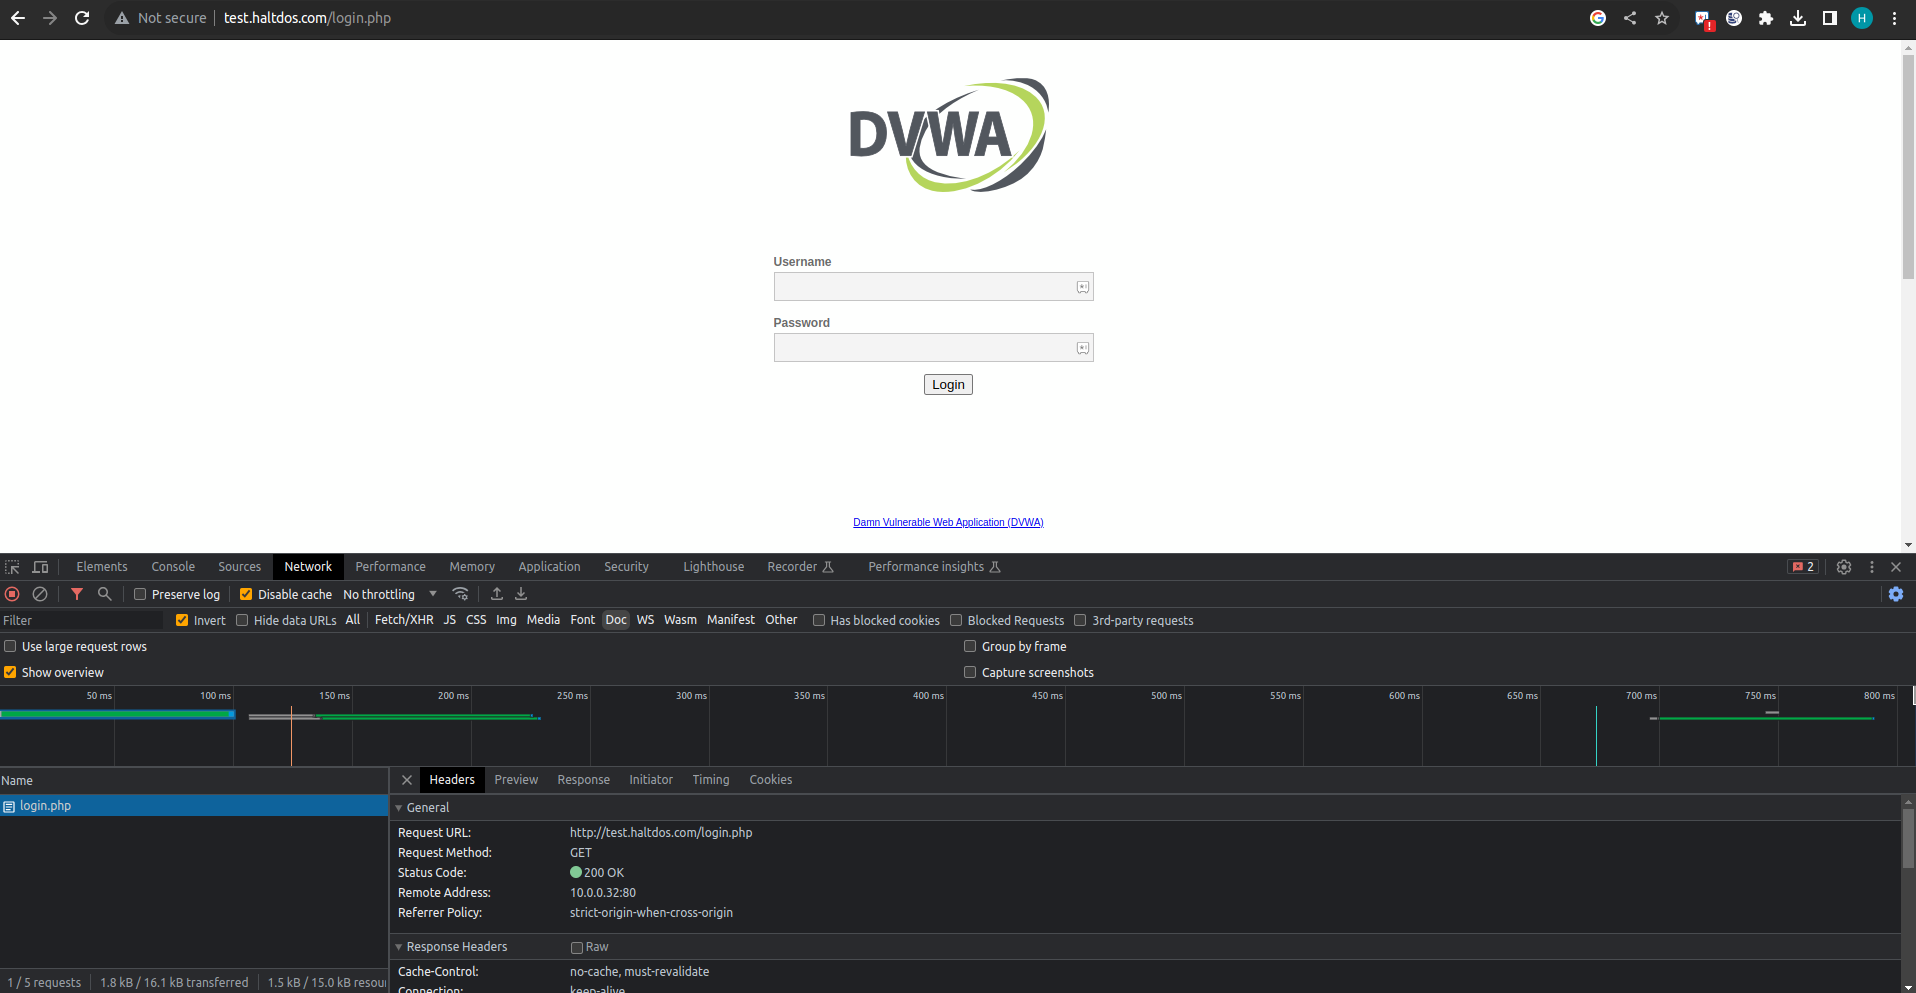 Not secure | test.haltdos.com/login.php
H
DVWA
Username
Password
Login
Damn Vulnerable Web Application (DVWA)
Elements Console Sources Network Performance Memory Application Security Lighthouse Recorder Performance insights 2
Preserve log Disable cache No throttling
Filter Invert Hide data URLs All Fetch/XHR JS CSS Img Media Font Doc WS Wasm Manifest Other Has blocked cookies Blocked Requests 3rd-party requests
Use large request rows Group by frame
Show overview Capture screenshots
50 ms 100 ms 150 ms 200 ms 250 ms 300 ms 350 ms 400 ms 450 ms 500 ms 550 ms 600 ms 650 ms 700 ms 750 ms 800 ms
Name Headers Preview Response Initiator Timing Cookies
login.php
General
Request URL: http://test.haltdos.com/login.php
Request Method: GET
Status Code: 200 OK
Remote Address: 10.0.0.32:80
Referrer Policy: strict-origin-when-cross-origin
Response Headers Raw
Cache-Control: no-cache, must-revalidate
Connection: keep-alive
1 / 5 requests 1.8 kB / 16.1 kB transferred 1.5 kB / 15.0 kB resou